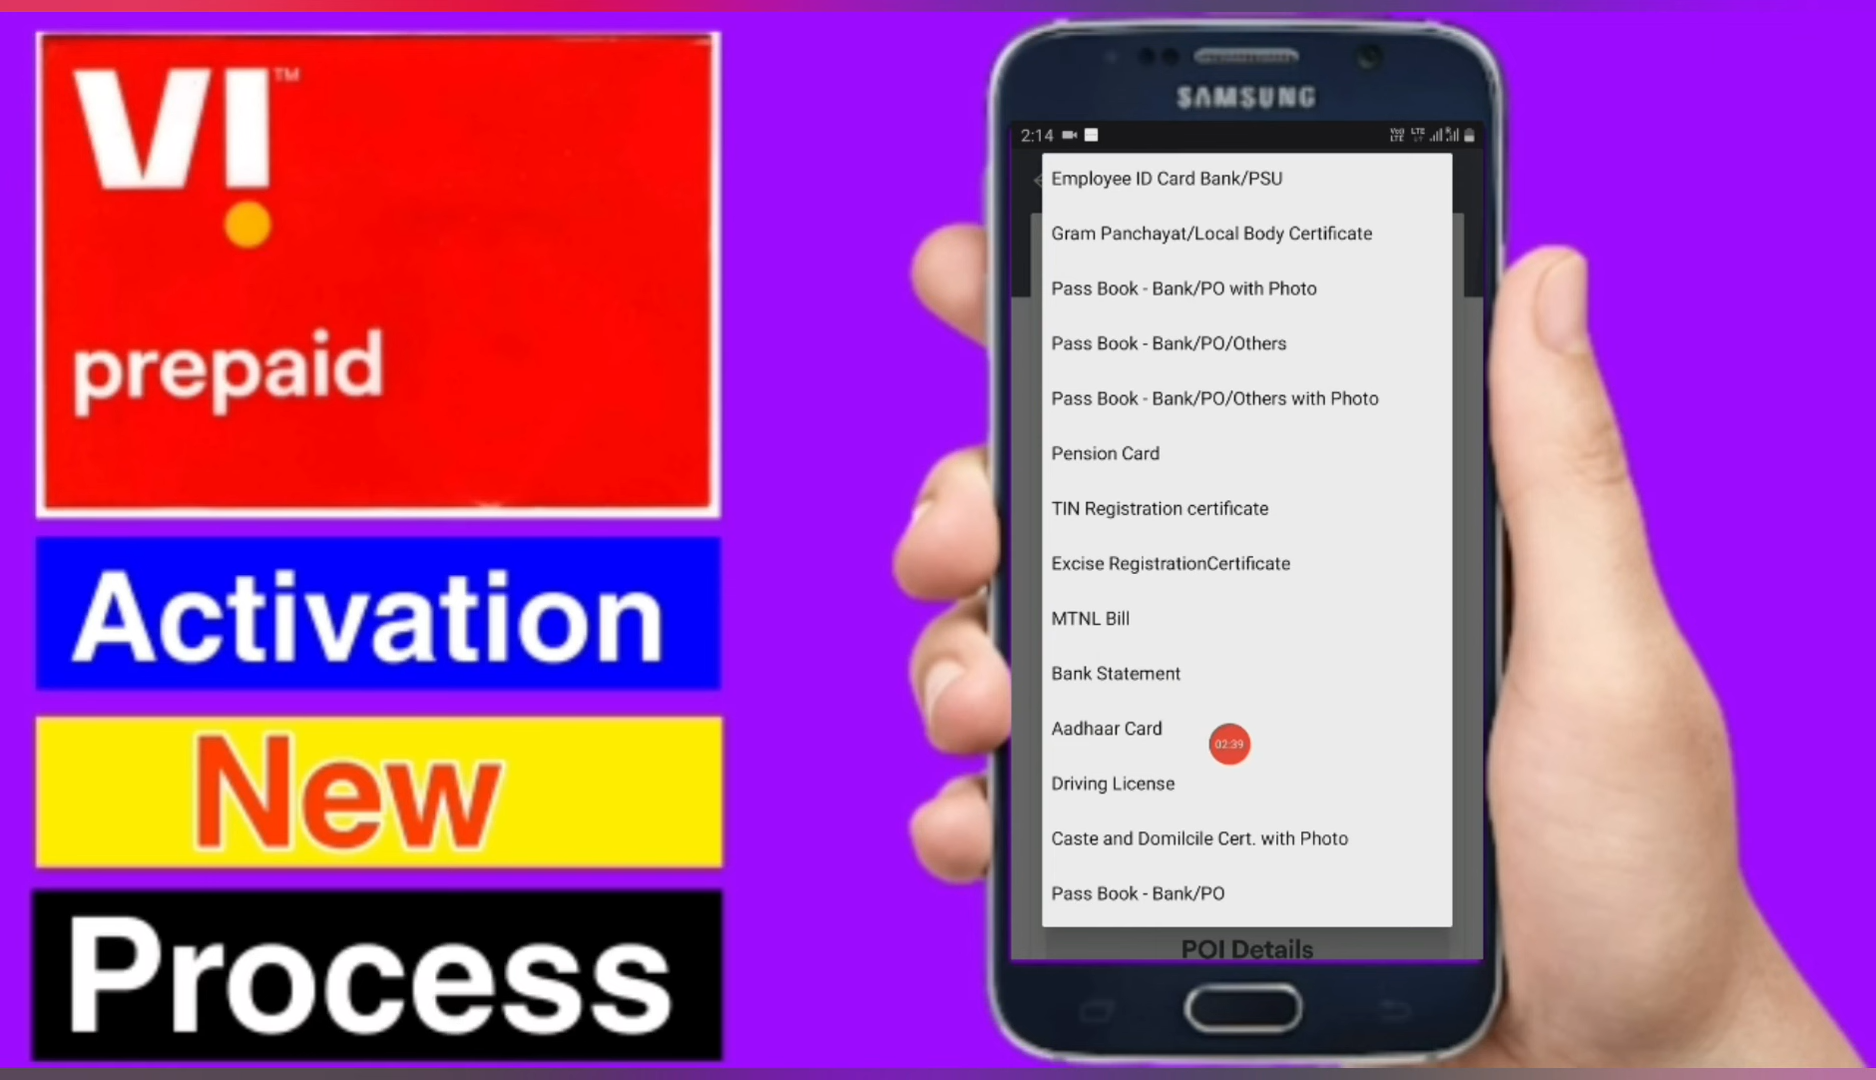 VI™
prepaid
Activation
New
Process
SAMSUNG
2:14
Employee ID Card Bank/PSU
Gram Panchayat/Local Body Certificate
Pass Book - Bank/PO with Photo
Pass Book - Bank/PO/Others
Pass Book - Bank/PO/Others with Photo
Pension Card
TIN Registration certificate
Excise RegistrationCertificate
MTNL Bill
Bank Statement
Aadhaar Card
02:39
Driving License
Caste and Domilcile Cert. with Photo
Pass Book - Bank/PO
POI Details